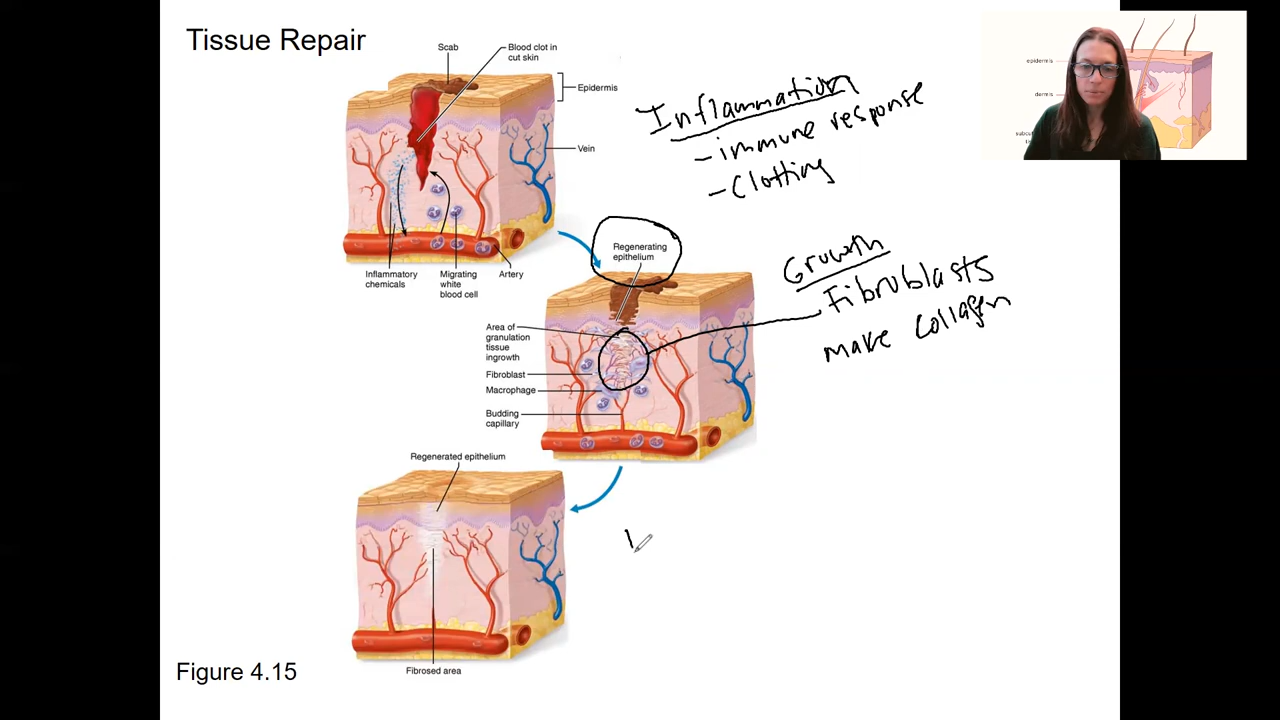 Tissue Repair
Scab
Blood clot in
cut skin
Epidermis
Vein
Inflammatory
chemicals
Migrating
white
blood cell
Artery
Inflammation
- immune response
- Clotting
epidermis
dermis
Regenerating
epithelium
Growth
Fibroblasts
make collagen
Area of
granulation
tissue
ingrowth
Fibroblast
Macrophage
Budding
capillary
Regenerated epithelium
Fibrosed area
Figure 4.15